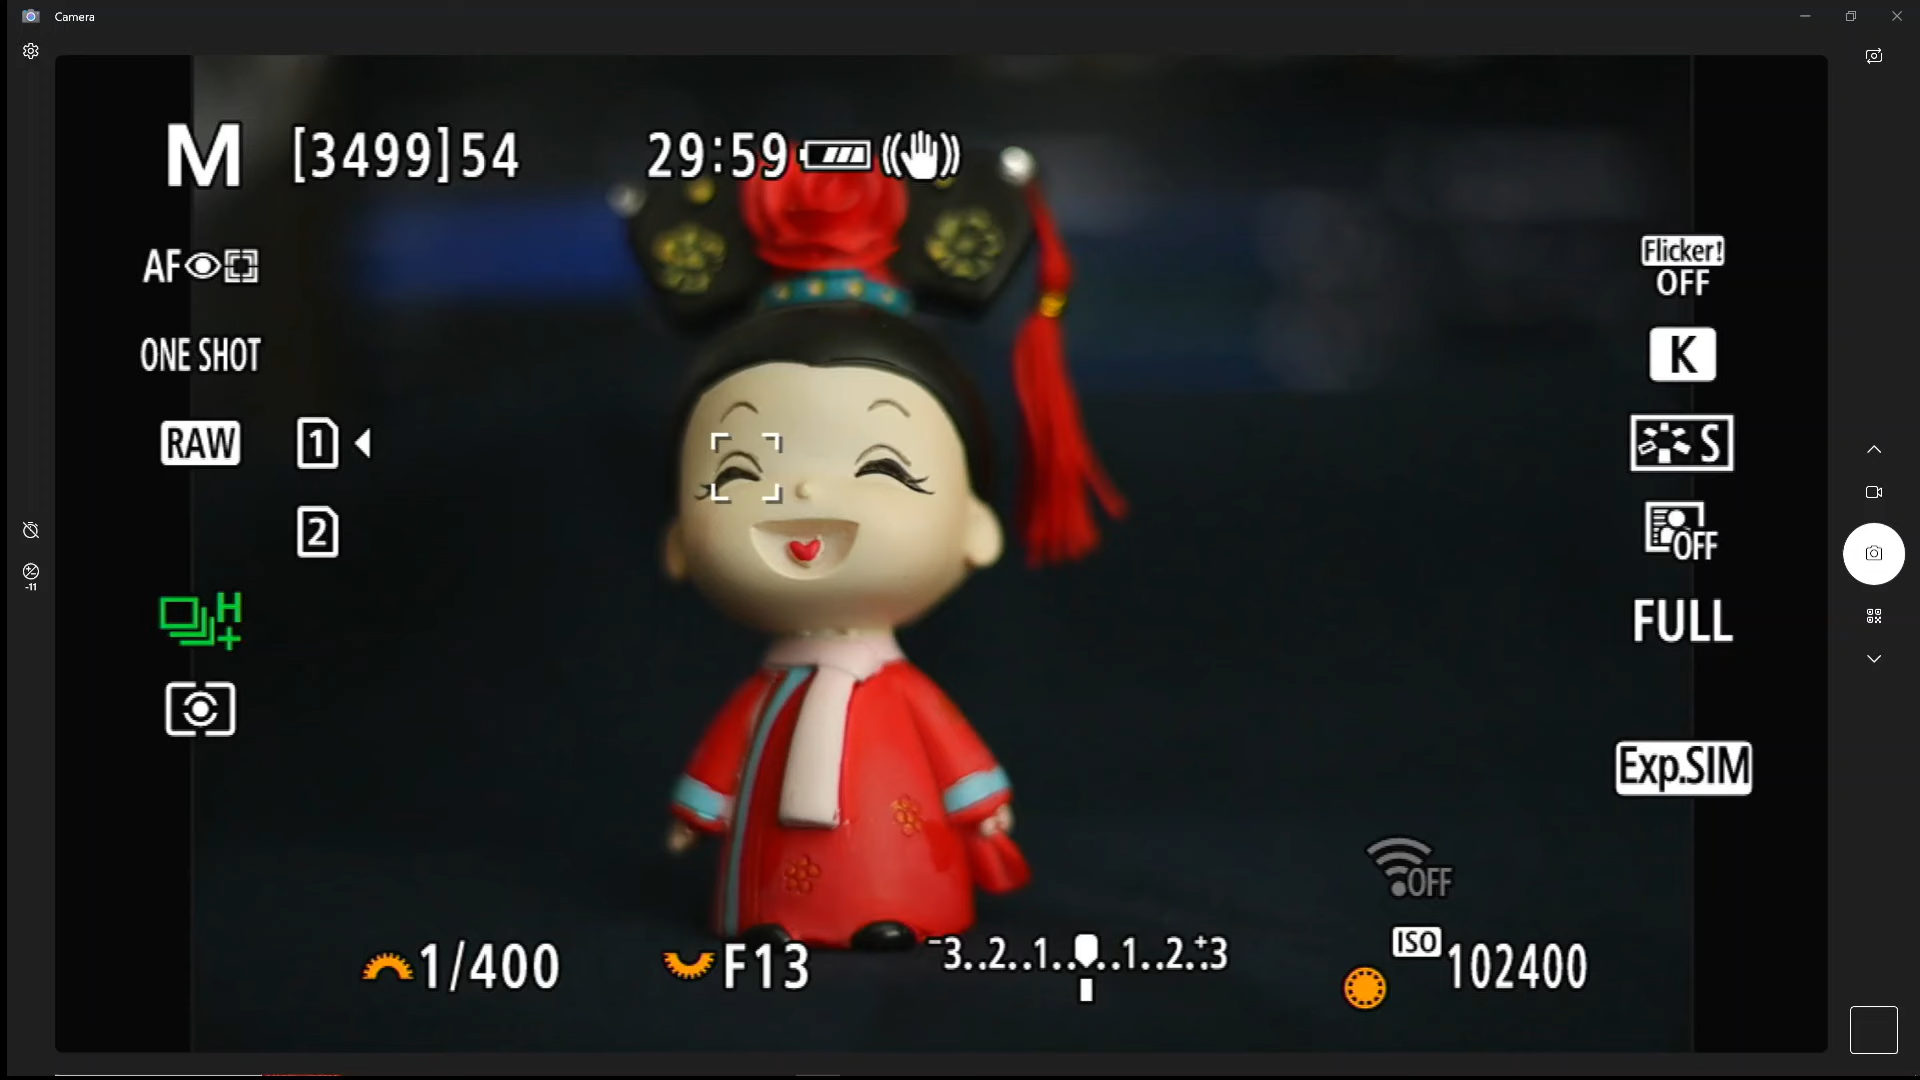 Camera
M [3499]54 29:59
AF
ONE SHOT
RAW 1
2
H+
Flicker!
OFF
K
S
OFF
FULL
Exp.SIM
OFF
-11
1/400 F13 -3..2..1....1..2..+3 ISO 102400